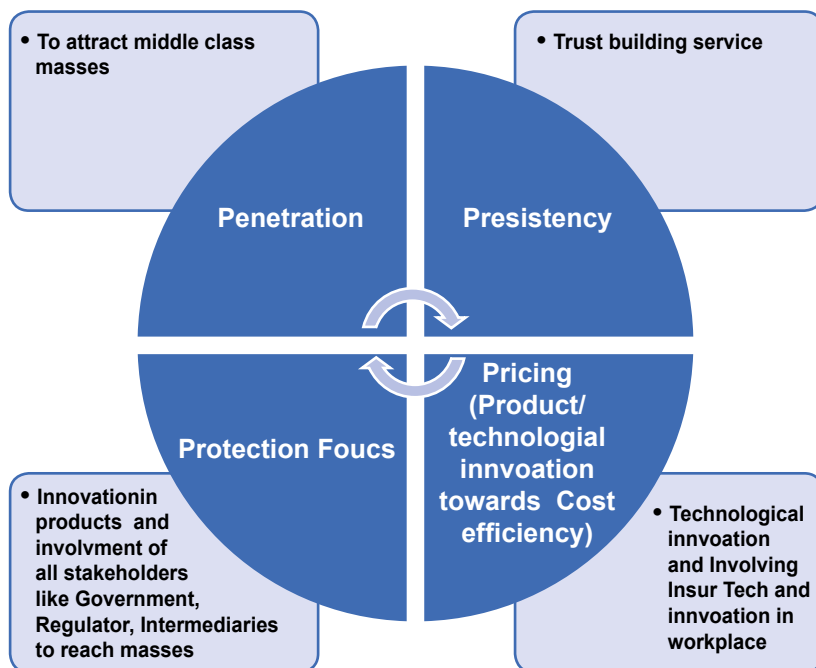 • To attract middle class
masses
• Trust building service
Penetration
Presistency
Protection Foucs
Pricing
(Product/
technologial
innvoation
towards Cost
efficiency)
• Innovationin
products and
involvment of
all stakeholders
like Government,
Regulator, Intermediaries
to reach masses
• Technological
innvoation
and Involving
Insur Tech and
innvoation in
workplace